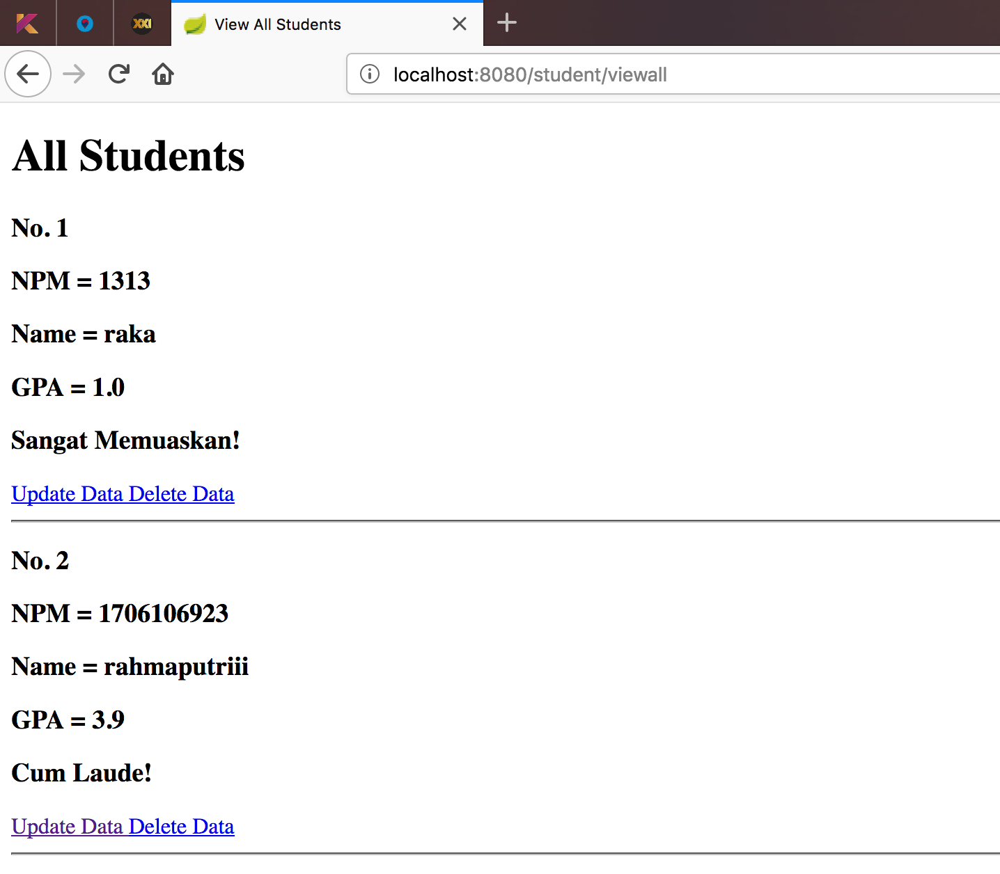 XXI
View All Students
localhost:8080/student/viewall
All Students
No. 1
NPM = 1313
Name = raka
GPA = 1.0
Sangat Memuaskan!
Update Data Delete Data
No. 2
NPM = 1706106923
Name = rahmaputriii
GPA = 3.9
Cum Laude!
Update Data Delete Data